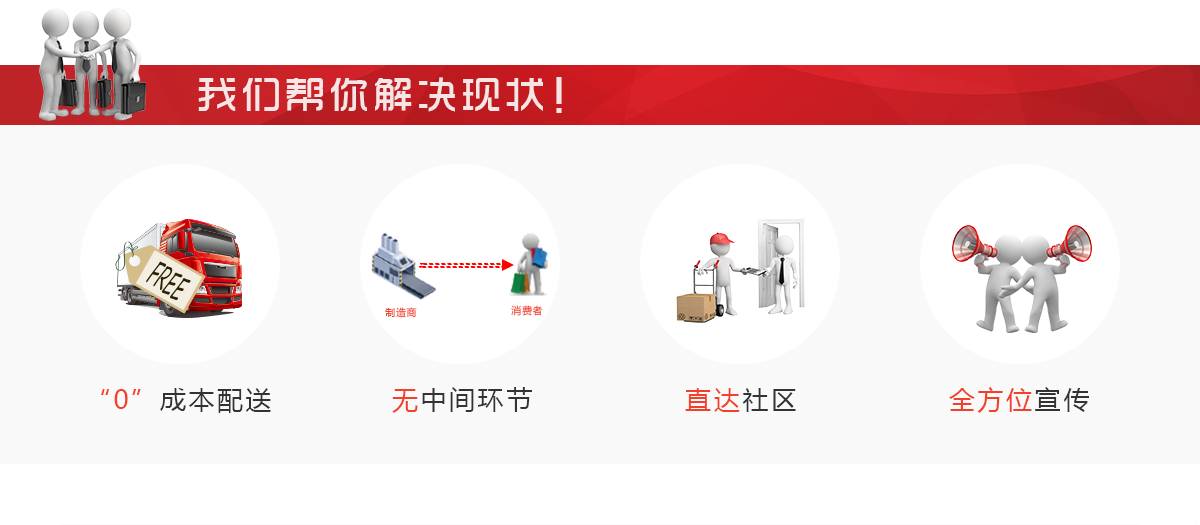 我们帮你解决现状!
FREE
制造商
消费者
“0”成本配送
无中间环节
直达社区
全方位宣传